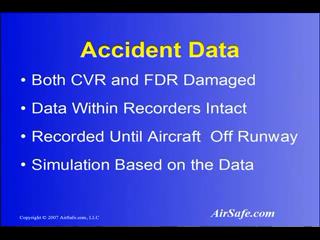 Accident Data
• Both CVR and FDR Damaged
• Data Within Recorders Intact
• Recorded Until Aircraft Off Runway
• Simulation Based on the Data
AirSafe.com
Copyright © 2007 AirSafe.com, LLC